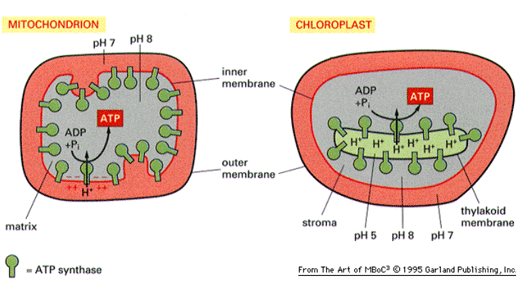 MITOCHONDRION
pH 7
pH 8
ADP
+Pi
ATP
H⁺
++
++
matrix
inner
membrane
outer
membrane
= ATP synthase
CHLOROPLAST
ADP
+Pi
ATP
H⁺
H⁺
H⁺
H⁺
H⁺
H⁺
stroma
thylakoid
membrane
pH 5
pH 8
pH 7
From The Art of MBoC³ © 1995 Garland Publishing, Inc.